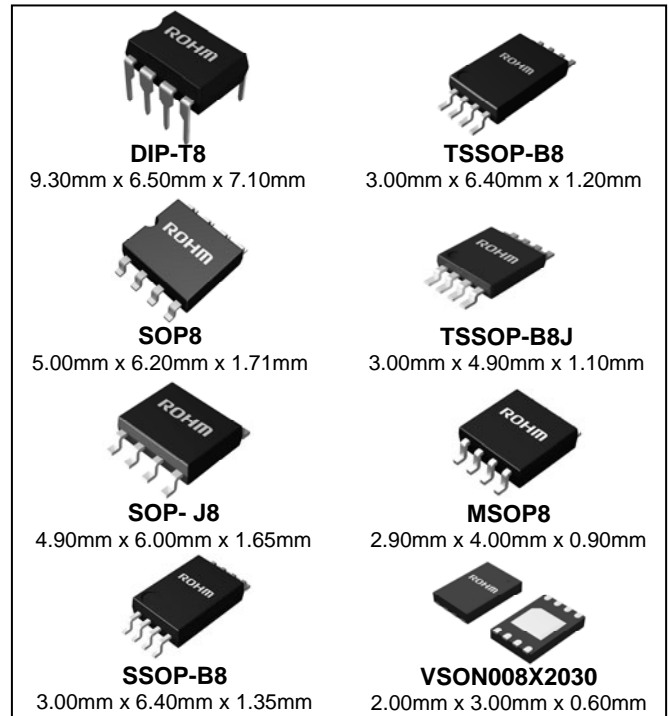 ROHM
DIP-T8
9.30mm x 6.50mm x 7.10mm
ROHM
TSSOP-B8
3.00mm x 6.40mm x 1.20mm
ROHM
SOP8
5.00mm x 6.20mm x 1.71mm
ROHM
TSSOP-B8J
3.00mm x 4.90mm x 1.10mm
ROHM
SOP- J8
4.90mm x 6.00mm x 1.65mm
ROHM
MSOP8
2.90mm x 4.00mm x 0.90mm
ROHM
SSOP-B8
3.00mm x 6.40mm x 1.35mm
ROHM
VSON008X2030
2.00mm x 3.00mm x 0.60mm